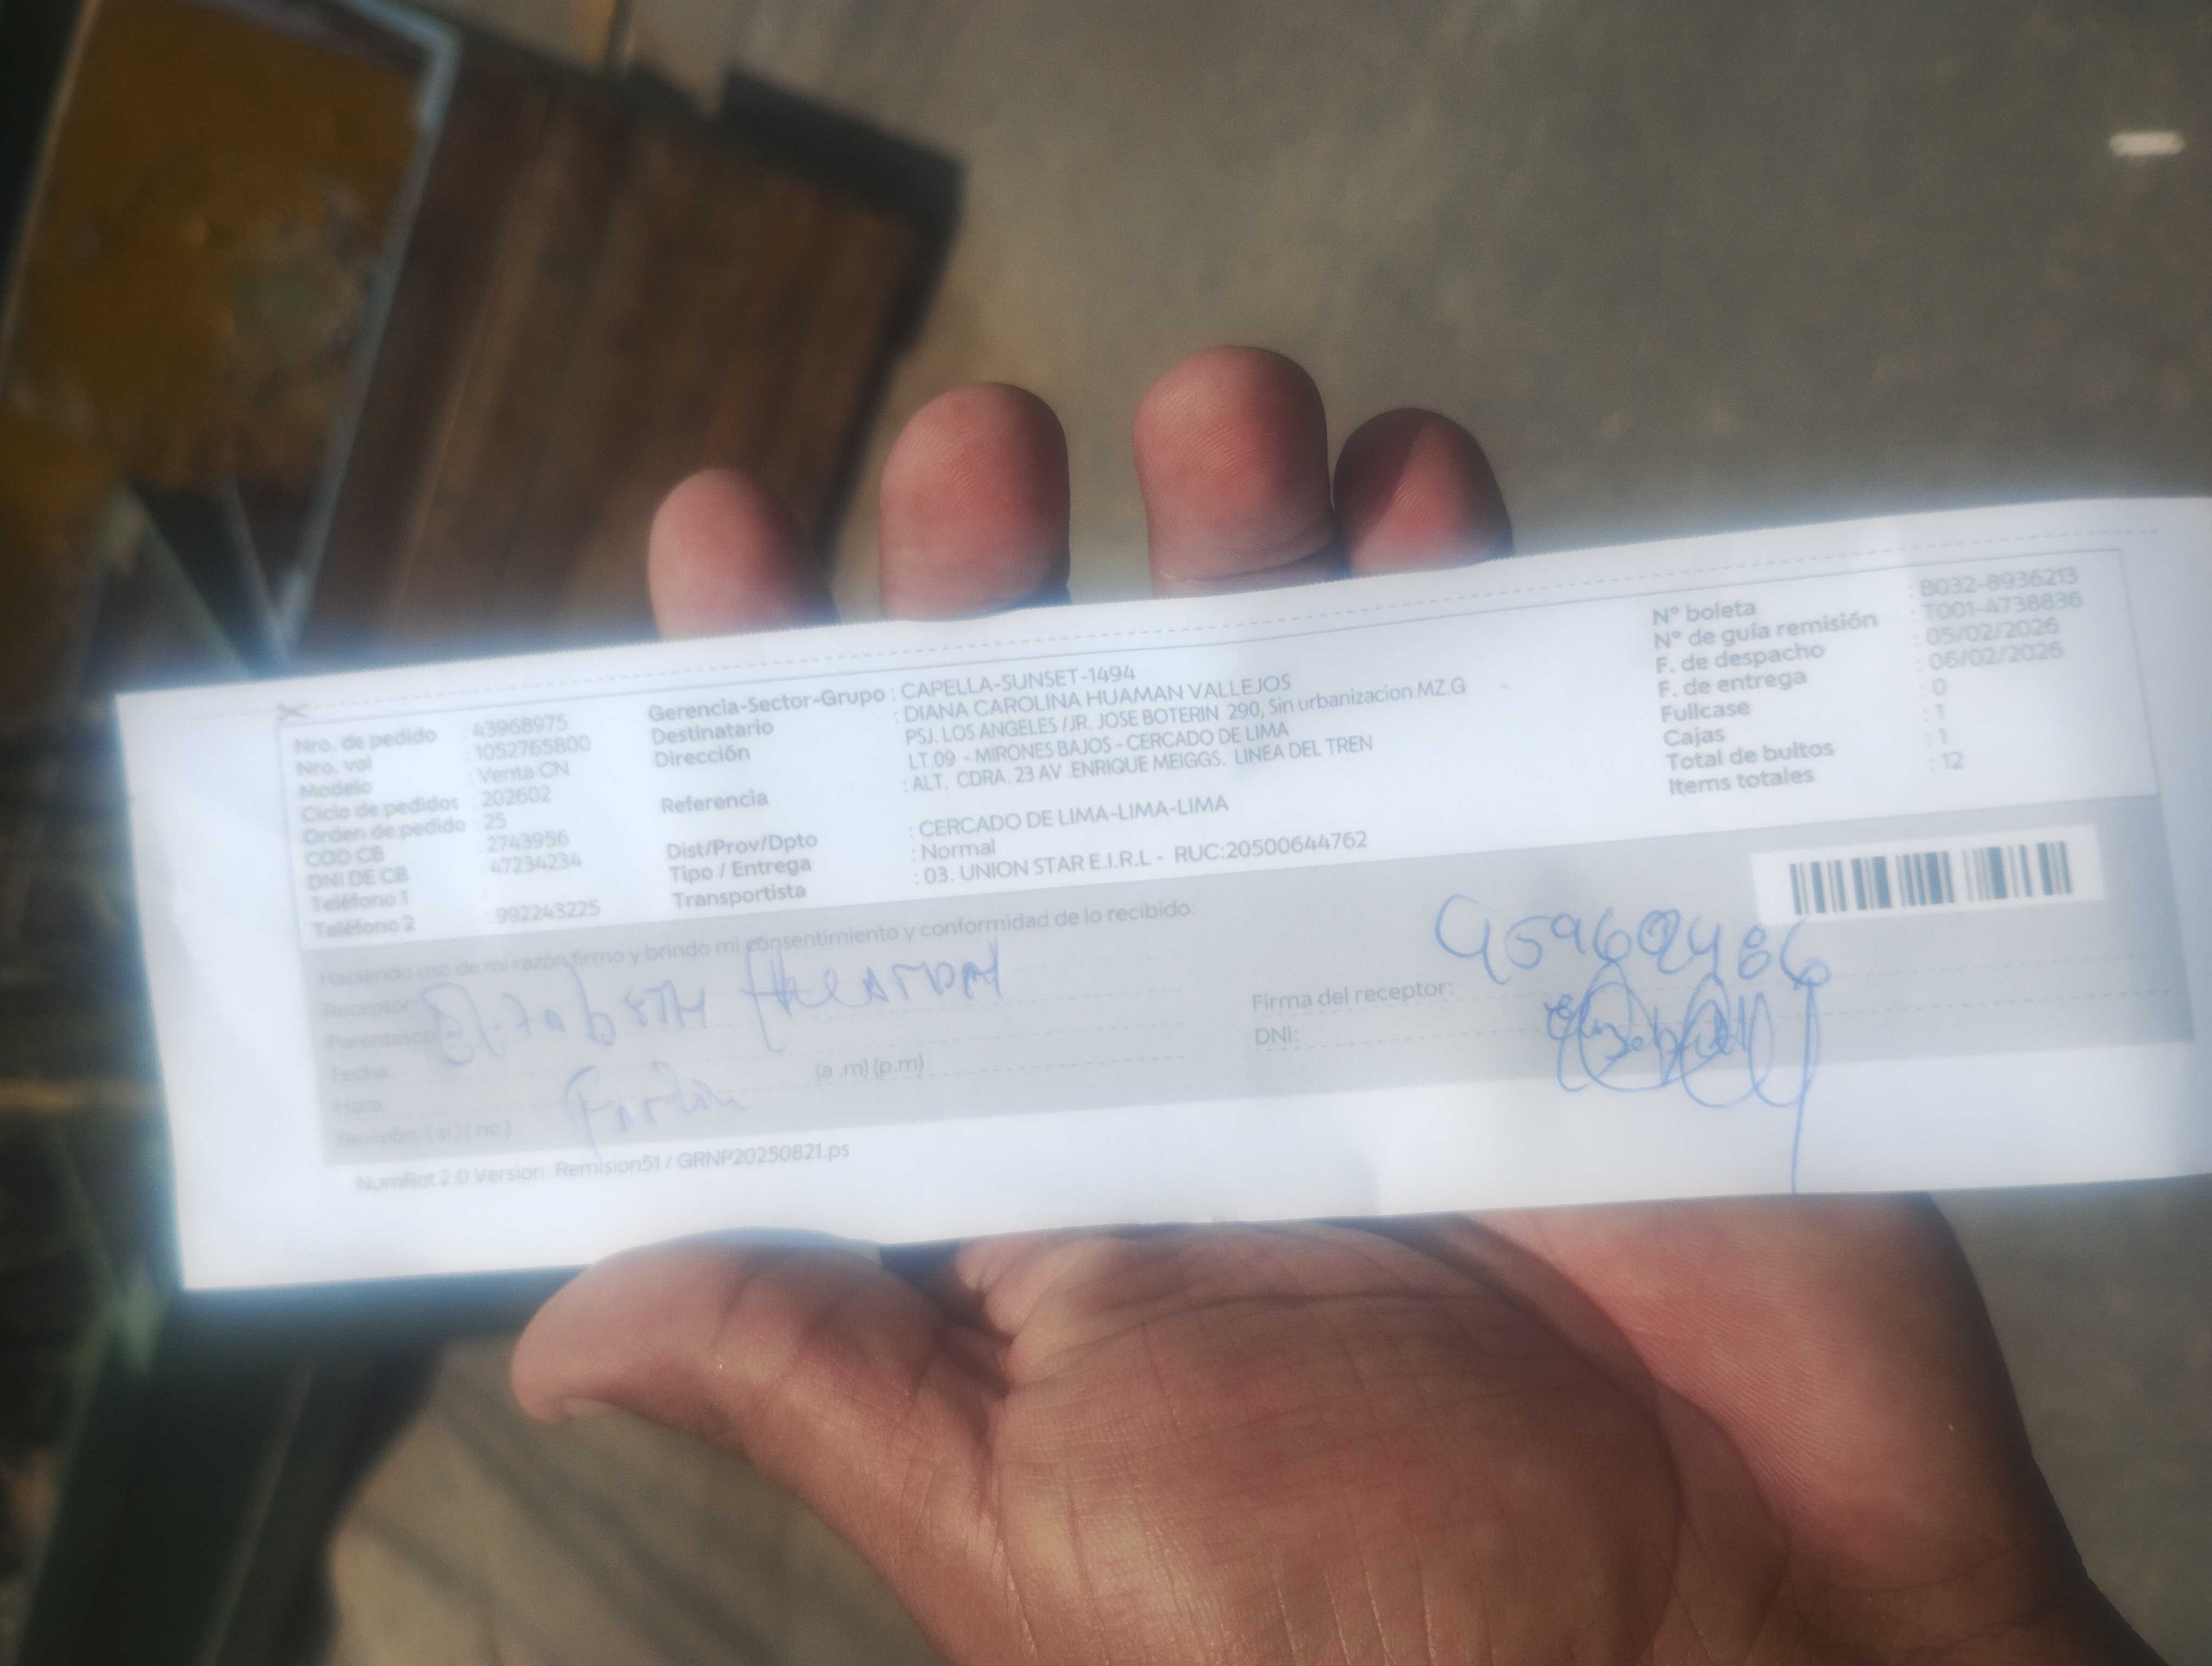 Nro. de pedido : 43968975
Nro. vol : 1052765800
Modelo : Venta CN
Ciclo de pedidos : 202602
Orden de pedido : 25
COD CB : 2743956
DNI DE CB : 47234234
Teléfono 1 :
Teléfono 2 : 992243225
Gerencia-Sector-Grupo : CAPELLA-SUNSET-1494
Destinatario : DIANA CAROLINA HUAMAN VALLEJOS
Dirección : PSJ. LOS ANGELES /JR. JOSE BOTERIN 290, Sin urbanizacion MZ.G
LT.09 - MIRONES BAJOS - CERCADO DE LIMA
Referencia : ALT. CDRA. 23 AV .ENRIQUE MEIGGS. LINEA DEL TREN
Dist/Prov/Dpto : CERCADO DE LIMA-LIMA-LIMA
Tipo / Entrega : Normal
Transportista : 03. UNION STAR E.I.R.L - RUC:20500644762
N° boleta : B032-8936213
N° de guía remisión : T001-4738836
F. de despacho : 05/02/2026
F. de entrega : 06/02/2026
Fullcase : 0
Cajas : 1
Total de bultos : 1
Items totales : 12
Haciendo uso de mi razón firmo y brindo mi consentimiento y conformidad de lo recibido:
Receptor:
Parentesco:
Fecha:
Hora: (a .m) (p.m)
Revisión: ( si ) ( no )
Firma del receptor:
DNI:
NumRot 2.0 Version: Remision51 / GRNP20250821.ps